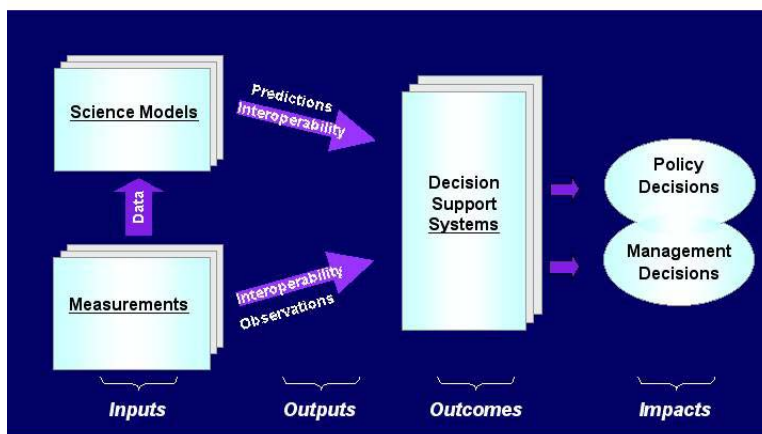 Science Models
Predictions
Interoperability
Data
Measurements
Interoperability
Observations
Decision
Support
Systems
Policy
Decisions
Management
Decisions
Inputs
Outputs
Outcomes
Impacts